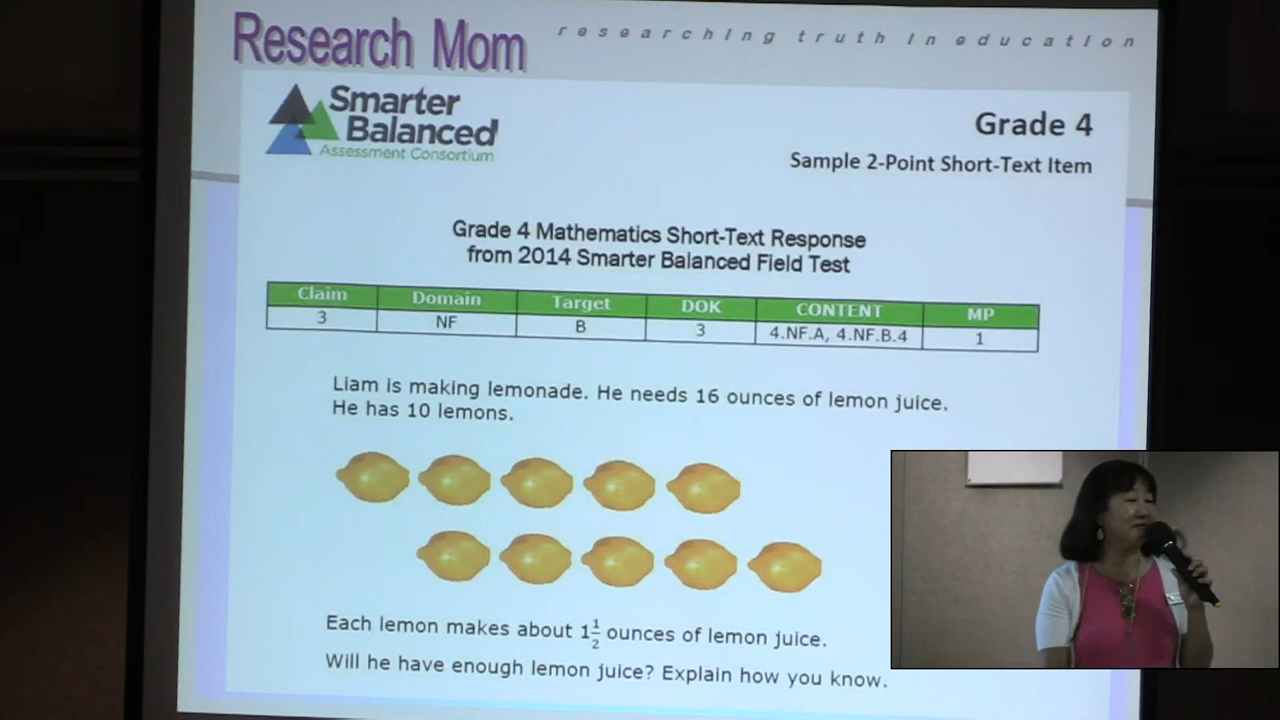 Research Mom
researching truth in education
Smarter
Balanced
Assessment Consortium
Grade 4
Sample 2-Point Short-Text Item
Grade 4 Mathematics Short-Text Response
from 2014 Smarter Balanced Field Test
Claim Domain Target DOK CONTENT MP
3 NF B 3 4.NF.A, 4.NF.B.4 1
Liam is making lemonade. He needs 16 ounces of lemon juice.
He has 10 lemons.
Each lemon makes about 1 1/2 ounces of lemon juice.
Will he have enough lemon juice? Explain how you know.